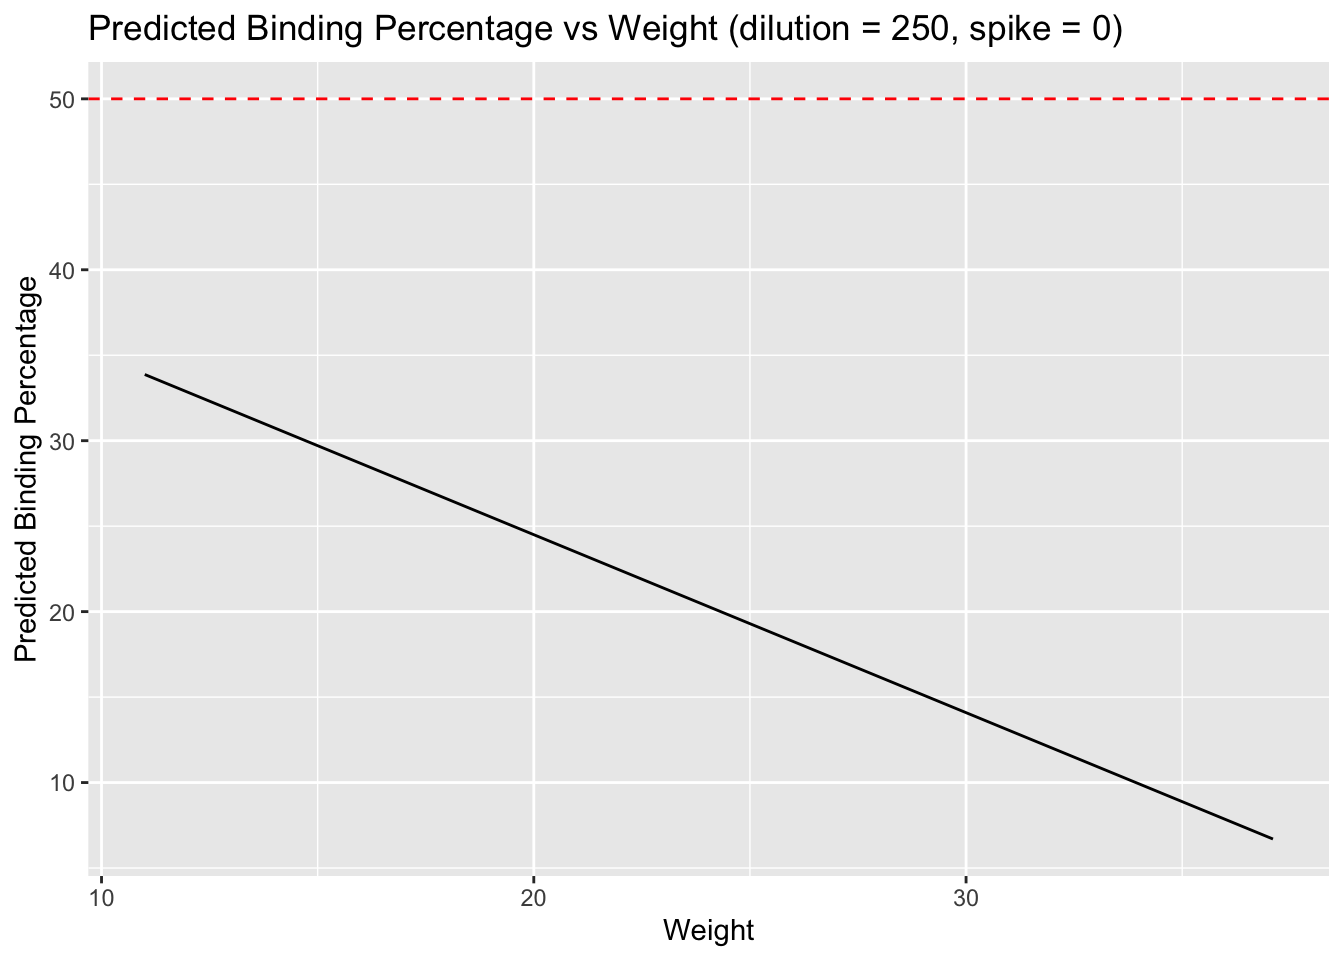 Predicted Binding Percentage vs Weight (dilution = 250, spike = 0)
Predicted Binding Percentage
50
40
30
20
10
10 20 30
Weight